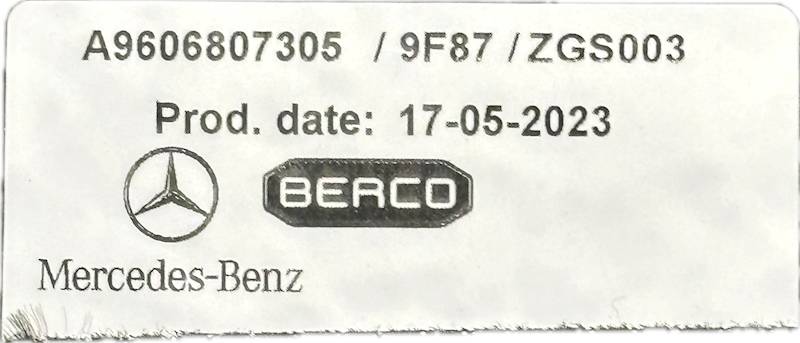 A9606807305 / 9F87 / ZGS003
Prod. date: 17-05-2023
BERCO
Mercedes-Benz